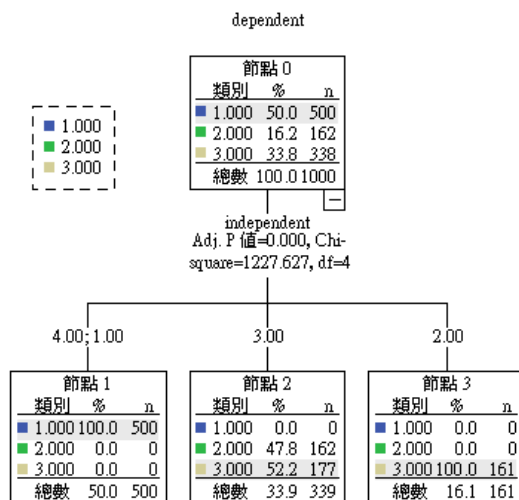 dependent
節點 0
類別 % n
1.000 50.0 500
2.000 16.2 162
3.000 33.8 338
總數 100.0 1000
1.000
2.000
3.000
independent
Adj. P 值=0.000, Chi-
square=1227.627, df=4
4.00; 1.00
3.00
2.00
節點 1
類別 % n
1.000 100.0 500
2.000 0.0 0
3.000 0.0 0
總數 50.0 500
節點 2
類別 % n
1.000 0.0 0
2.000 47.8 162
3.000 52.2 177
總數 33.9 339
節點 3
類別 % n
1.000 0.0 0
2.000 0.0 0
3.000 100.0 161
總數 16.1 161